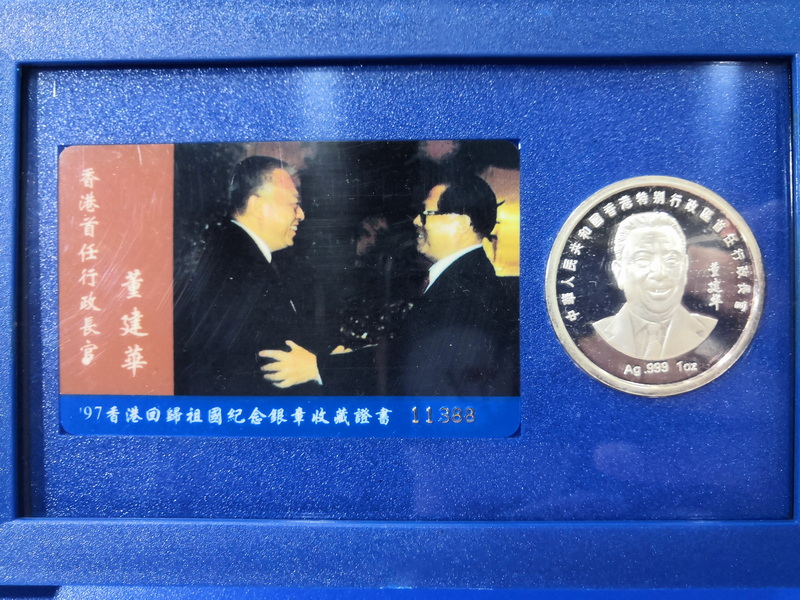 香港首任行政長官
董建華
'97香港回歸祖國紀念銀章收藏證書 11388
中華人民共和國香港特别行政區首任行政長官
董建華
Ag .999 1oz